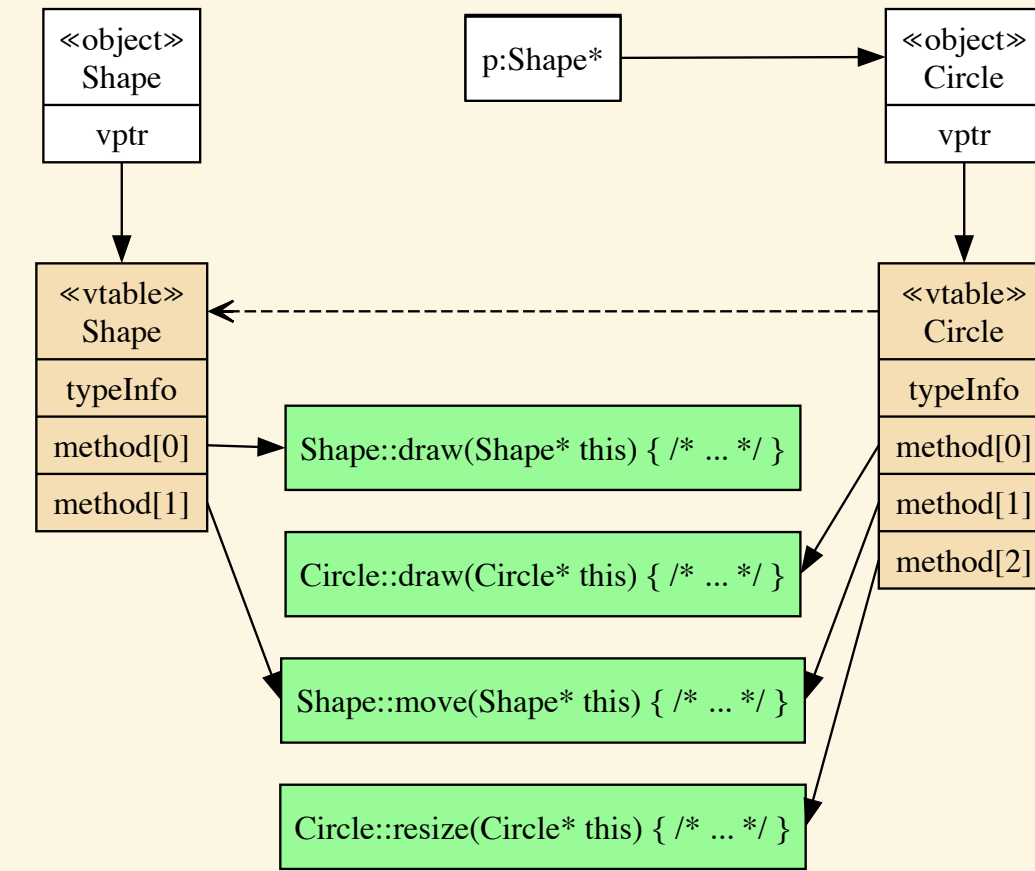 ≪object≫
Shape
vptr
p:Shape*
≪object≫
Circle
vptr
≪vtable≫
Shape
typeInfo
method[0]
method[1]
≪vtable≫
Circle
typeInfo
method[0]
method[1]
method[2]
Shape::draw(Shape* this) { /* ... */ }
Circle::draw(Circle* this) { /* ... */ }
Shape::move(Shape* this) { /* ... */ }
Circle::resize(Circle* this) { /* ... */ }